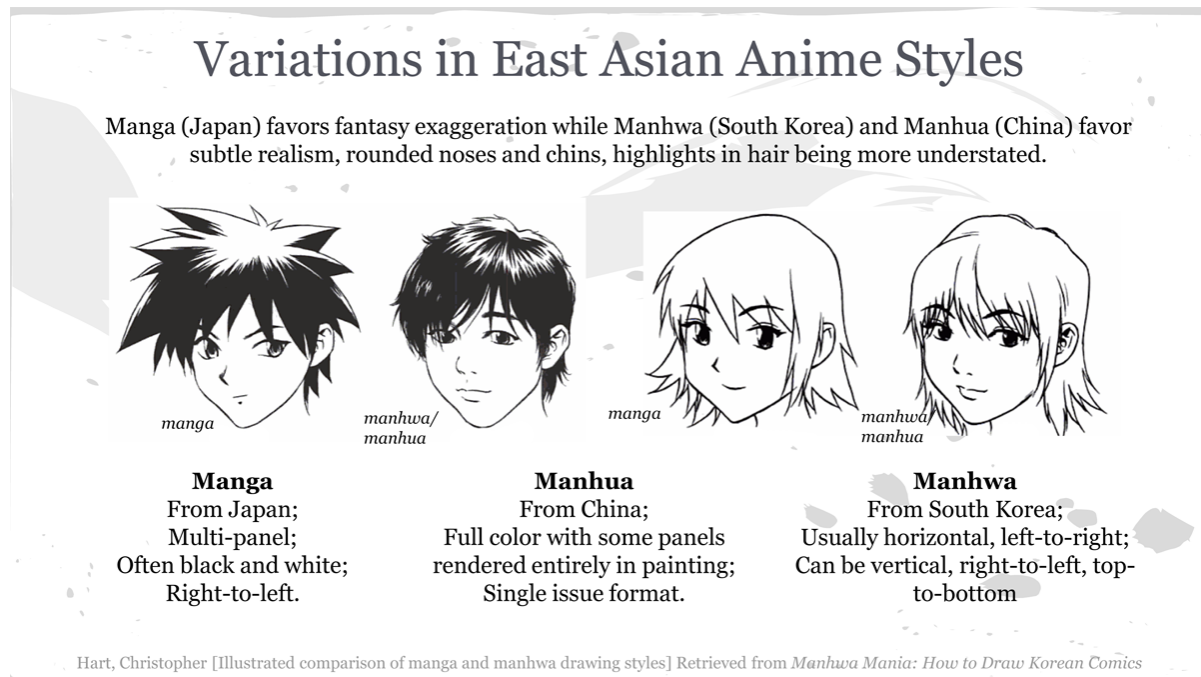 Variations in East Asian Anime Styles
Manga (Japan) favors fantasy exaggeration while Manhwa (South Korea) and Manhua (China) favor
subtle realism, rounded noses and chins, highlights in hair being more understated.
manga
manhwa/
manhua
manga
manhwa/
manhua
Manga
From Japan;
Multi-panel;
Often black and white;
Right-to-left.
Manhua
From China;
Full color with some panels
rendered entirely in painting;
Single issue format.
Manhwa
From South Korea;
Usually horizontal, left-to-right;
Can be vertical, right-to-left, top-
to-bottom
Hart, Christopher [Illustrated comparison of manga and manhwa drawing styles] Retrieved from Manhwa Mania: How to Draw Korean Comics